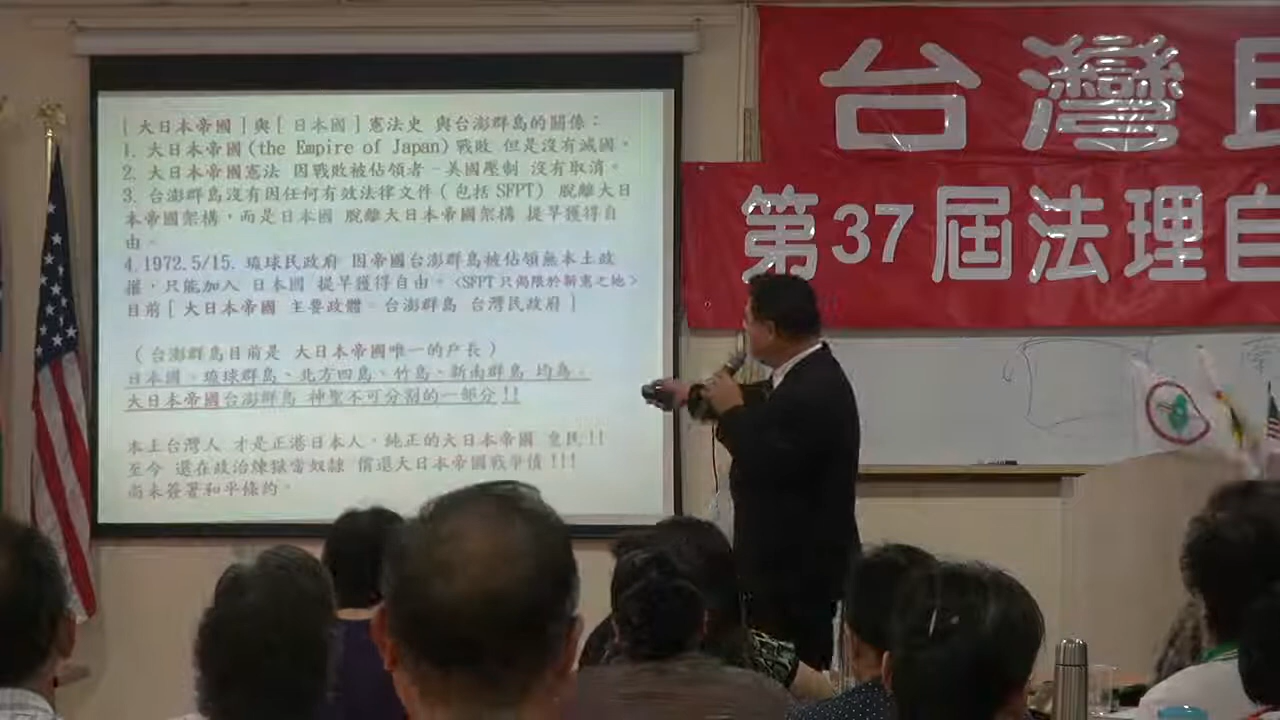 [ 大日本帝國 ] 與 [ 日本國 ] 憲法史 與台澎群島的關係：
1. 大日本帝國 (the Empire of Japan) 戰敗 但是沒有滅國。
2. 大日本帝國憲法 因戰敗被佔領者－美國壓制 沒有取消。
3. 台澎群島沒有因任何有效法律文件 ( 包括 SFPT ) 脫離大日
本帝國架構，而是日本國 脫離大日本帝國架構 提早獲得自
由。
4.1972.5/15. 琉球民政府 因帝國台澎群島被佔領無本土政
權，只能加入 日本國 提早獲得自由。<SFPT 只侷限於新憲之地>
目前 [ 大日本帝國 主要政體。台澎群島 台灣民政府 ]
( 台澎群島目前是 大日本帝國唯一的戶長 )
日本國、琉球群島、北方四島、竹島、新南群島 均為。
大日本帝國台澎群島 神聖不可分割的一部分 !!
本土台灣人 才是正港日本人，純正的大日本帝國 皇民!!
至今 還在政治煉獄當奴隸 償還大日本帝國戰爭債 !!!
尚未簽署和平條約。
台灣民
第37屆法理自